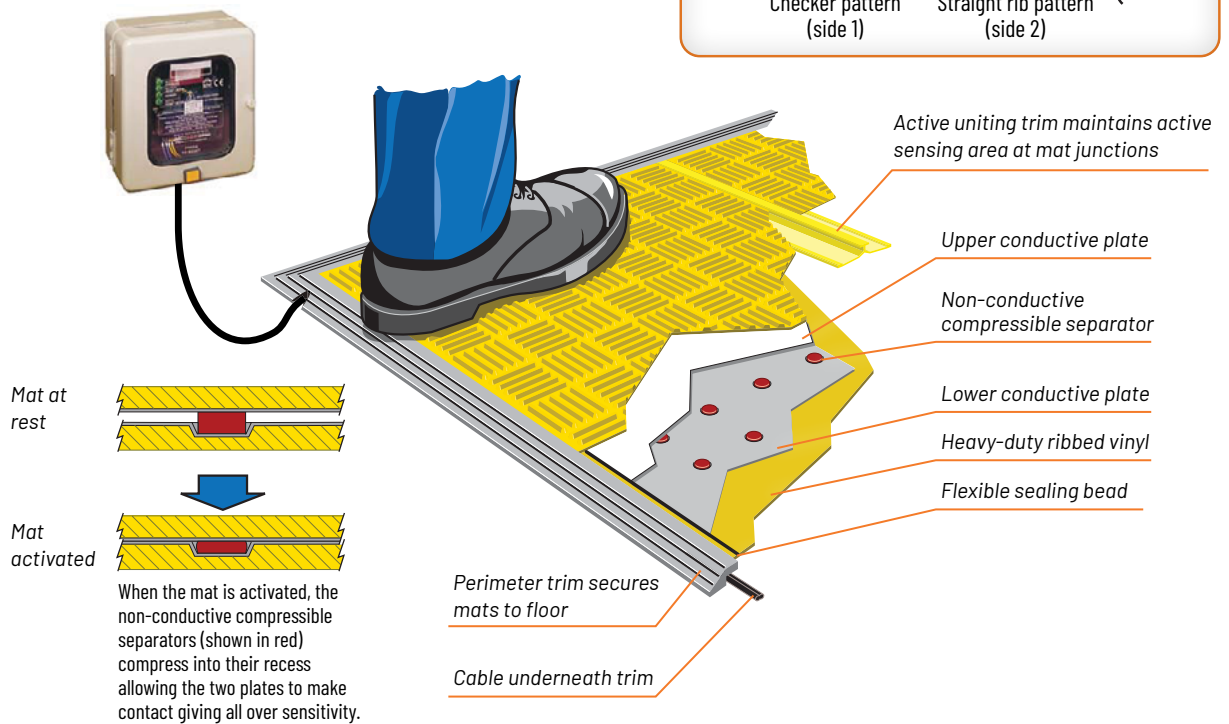 Checker pattern
(side 1)
Straight rib pattern
(side 2)
Active uniting trim maintains active
sensing area at mat junctions
Upper conductive plate
Non-conductive
compressible separator
Lower conductive plate
Heavy-duty ribbed vinyl
Flexible sealing bead
Mat at
rest
Mat
activated
When the mat is activated, the
non-conductive compressible
separators (shown in red)
compress into their recess
allowing the two plates to make
contact giving all over sensitivity.
Perimeter trim secures
mats to floor
Cable underneath trim